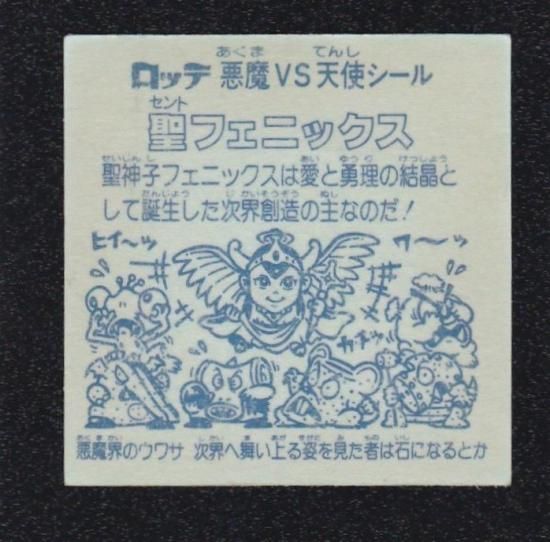 ロッテ 悪魔VS天使シール
聖フェニックス
聖神子フェニックスは愛と勇理の結晶と
して誕生した次界創造の主なのだ!
ヒイ〜ッ
ワ〜〜ッ
カチッ
悪魔界のウワサ 次界へ舞い上る姿を見た者は石になるとか